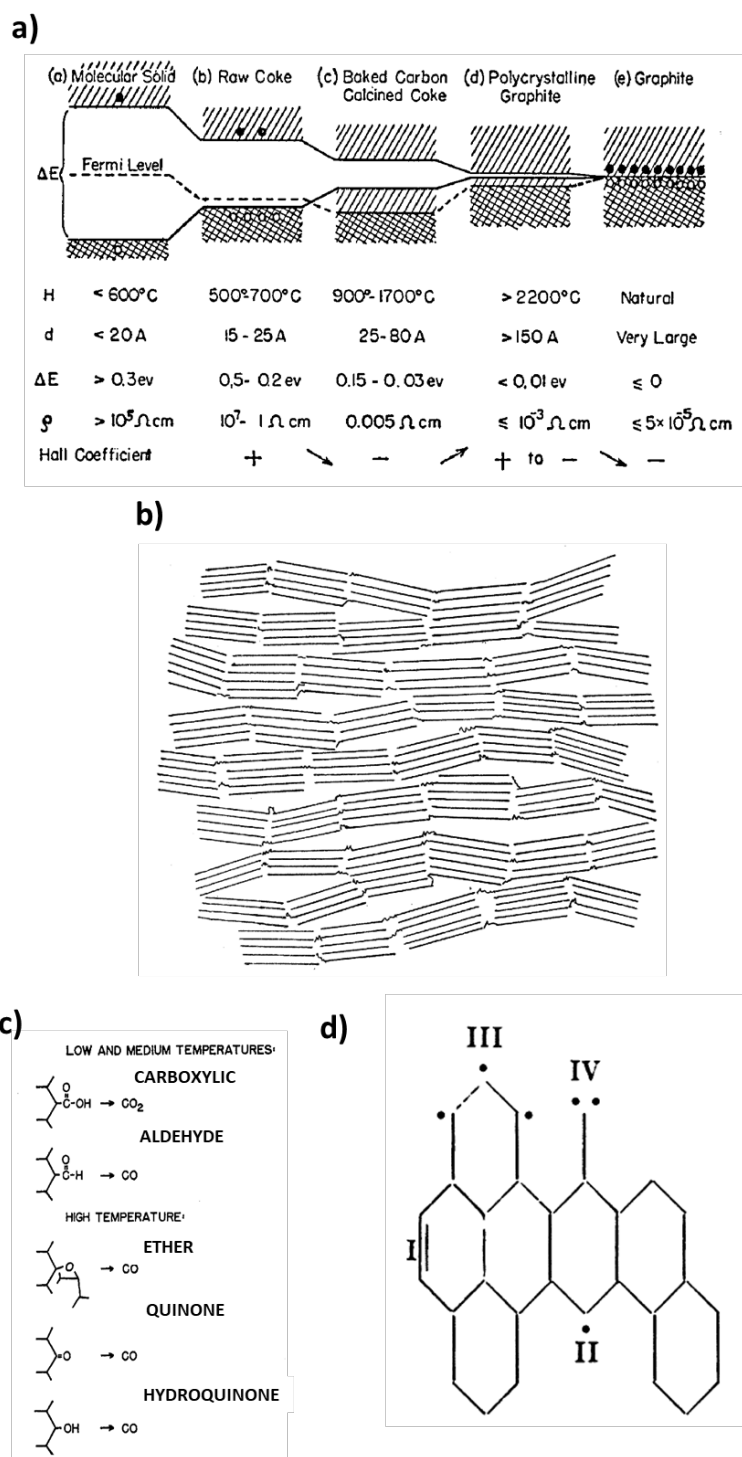 a)
(a) Molecular Solid (b) Raw Coke (c) Baked Carbon Calcined Coke (d) Polycrystalline Graphite (e) Graphite
ΔE
Fermi Level
H < 600°C 500°-700°C 900°-1700°C > 2200°C Natural
d < 20 A 15 - 25 A 25-80 A >150 A Very Large
ΔE > 0.3 ev 0,5- 0.2 ev 0.15 - 0.03 ev < 0,01 ev ≤ 0
ρ > 10⁵ Ω cm 10⁷- 1 Ω cm 0.005 Ω cm ≤ 10⁻³ Ω cm ≤ 5x 10⁻⁵ Ω cm
Hall Coefficient + ↘ − ↗ + to − ↘ −
b)
c)
LOW AND MEDIUM TEMPERATURES:
CARBOXYLIC
O
C-OH → CO₂
ALDEHYDE
O
C-H → CO
HIGH TEMPERATURE:
ETHER
O → CO
QUINONE
=O → CO
HYDROQUINONE
-OH → CO
d)
III
IV
I
II